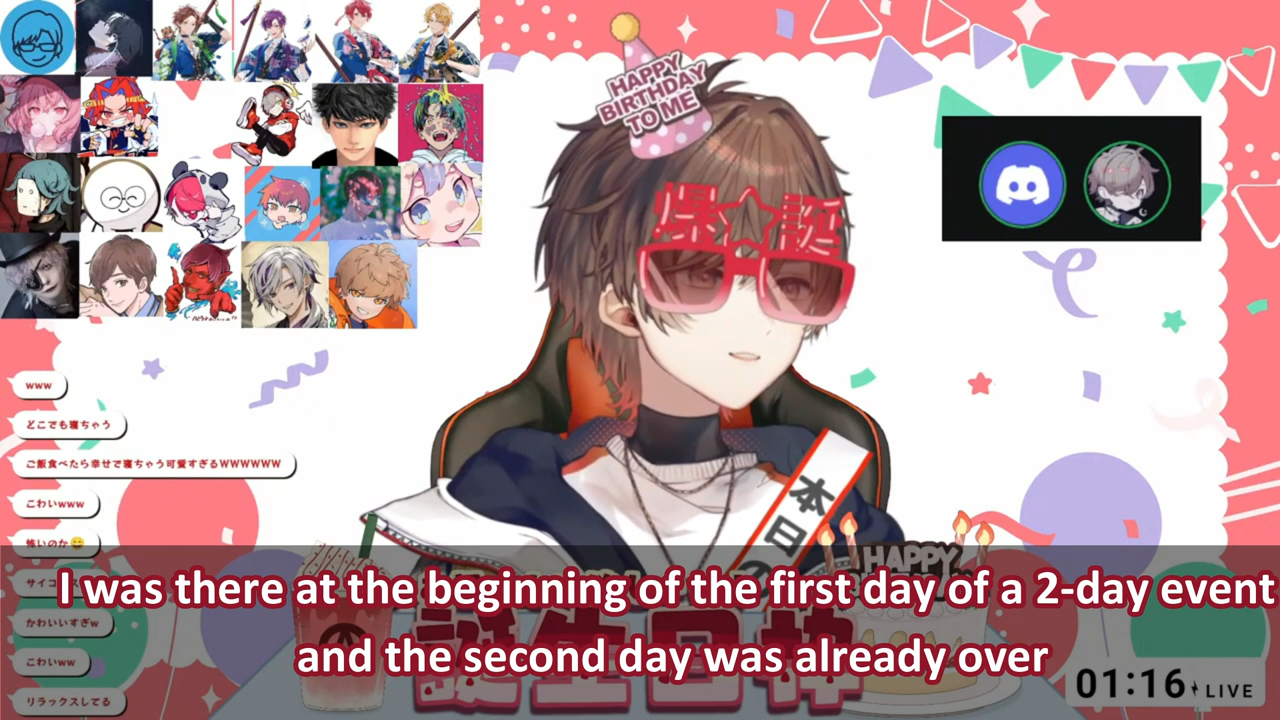 HAPPY
BIRTHDAY
TO ME
爆誕
www
どこでも寝ちゃう
ご飯食べたら幸せで寝ちゃう可愛すぎるWWWWWW
こわいwww
怖いのか😄
サイコ
かわいいすぎw
こわいww
リラックスしてる
本日の
HAPPY
誕生日枠
I was there at the beginning of the first day of a 2-day event
and the second day was already over
01:16 LIVE